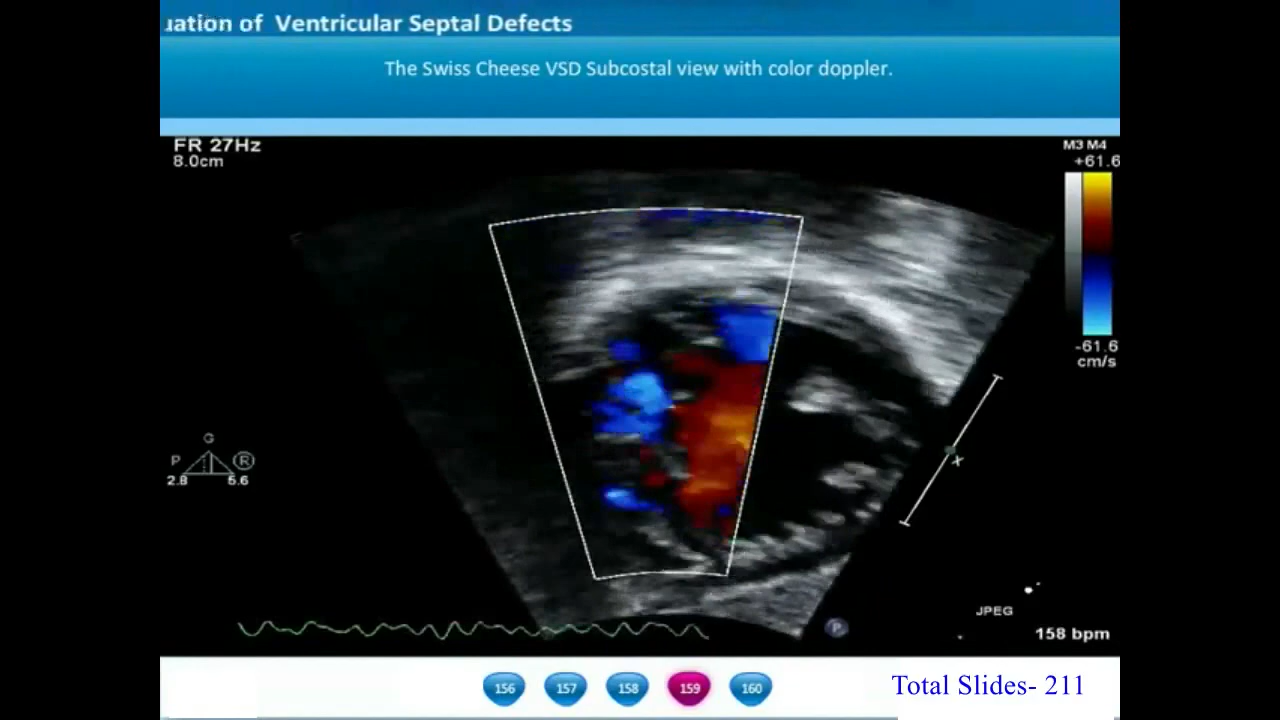 uation of Ventricular Septal Defects
The Swiss Cheese VSD Subcostal view with color doppler.
FR 27Hz
8.0cm
M3 M4
+61.6
-61.6
cm/s
G
P R
2.8 5.6
x
JPEG
P
158 bpm
156 157 158 159 160
Total Slides- 211